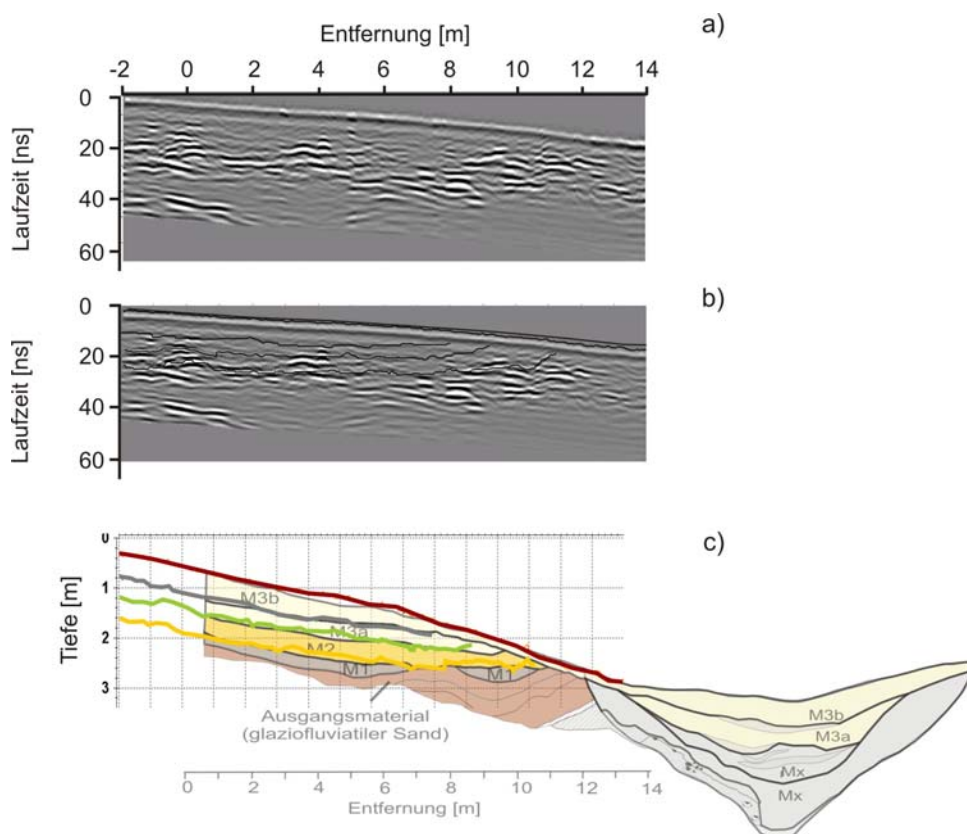 Entfernung [m]
a)
-2 0 2 4 6 8 10 12 14
0
20
40
60
Laufzeit [ns]
b)
0
20
40
60
Laufzeit [ns]
c)
0
1
2
3
Tiefe [m]
M3b
M3a
M2
M1
M1
Ausgangsmaterial
(glaziofluviatiler Sand)
M3b
M3a
Mx
Mx
0 2 4 6 8 10 12 14
Entfernung [m]